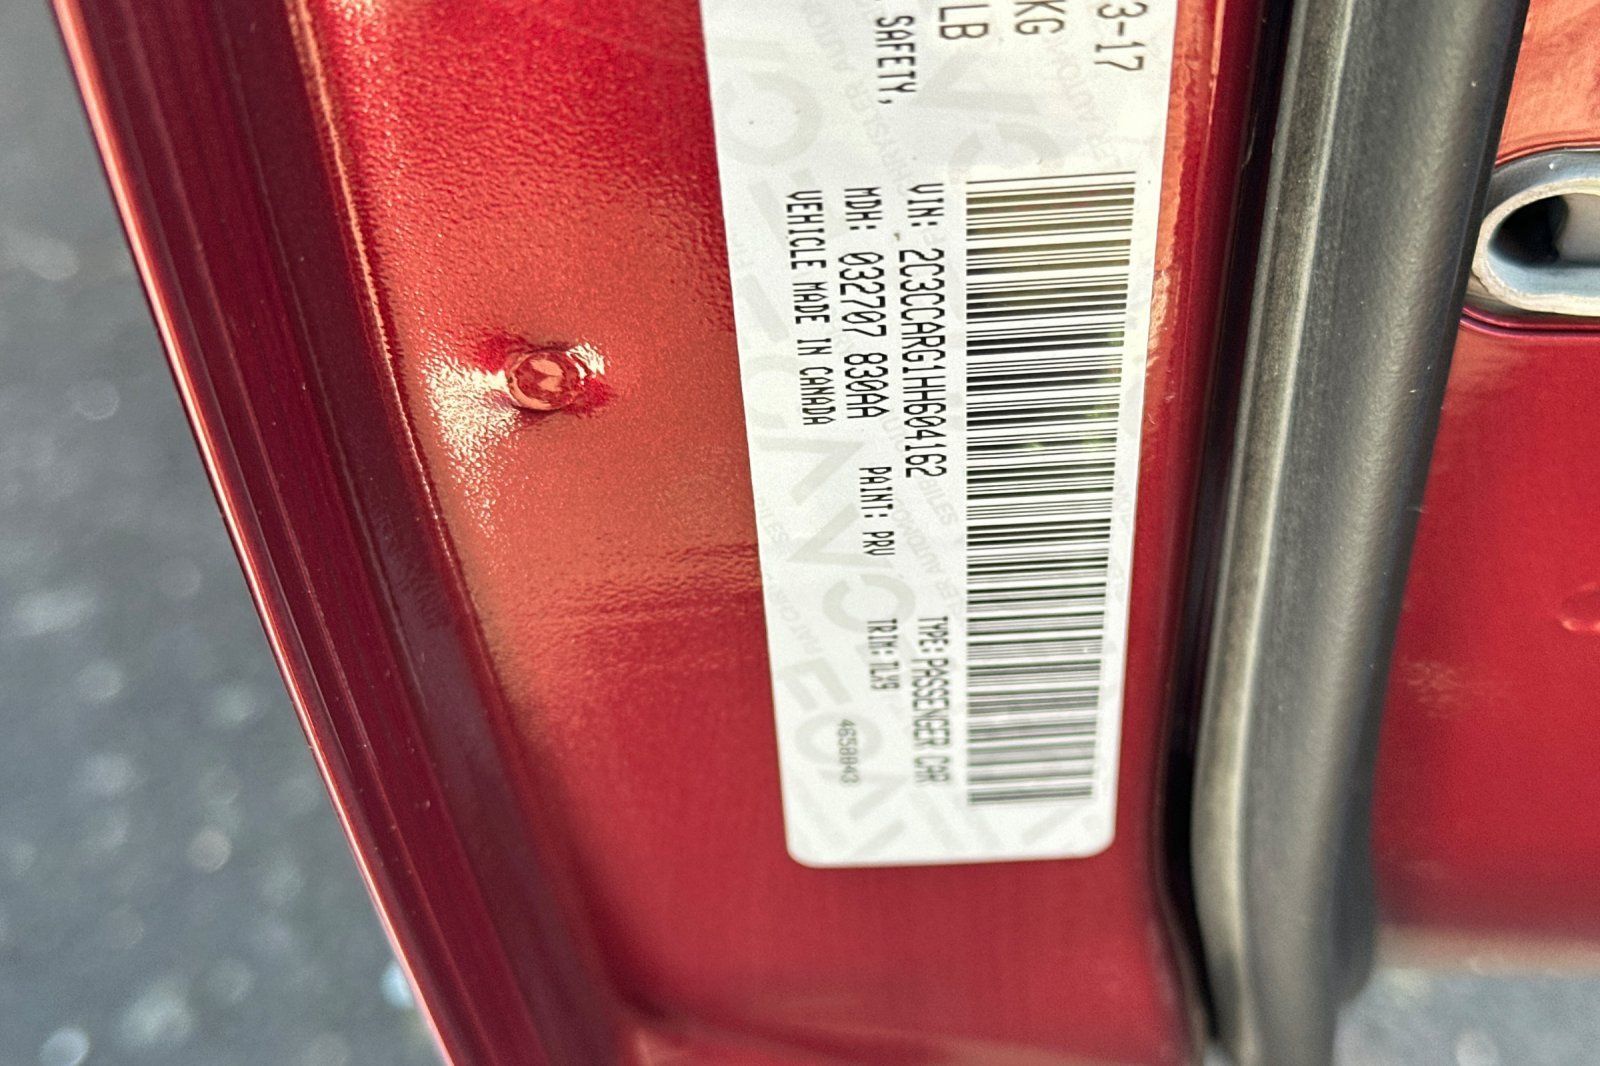 3-17
KG
LB
SAFETY,
VIN: 2C3CCARG1HH604162
TYPE: PASSENGER CAR
MDH: 032707 830AA
PAINT: PRV
TRIM: TLX9
VEHICLE MADE IN CANADA
46580043